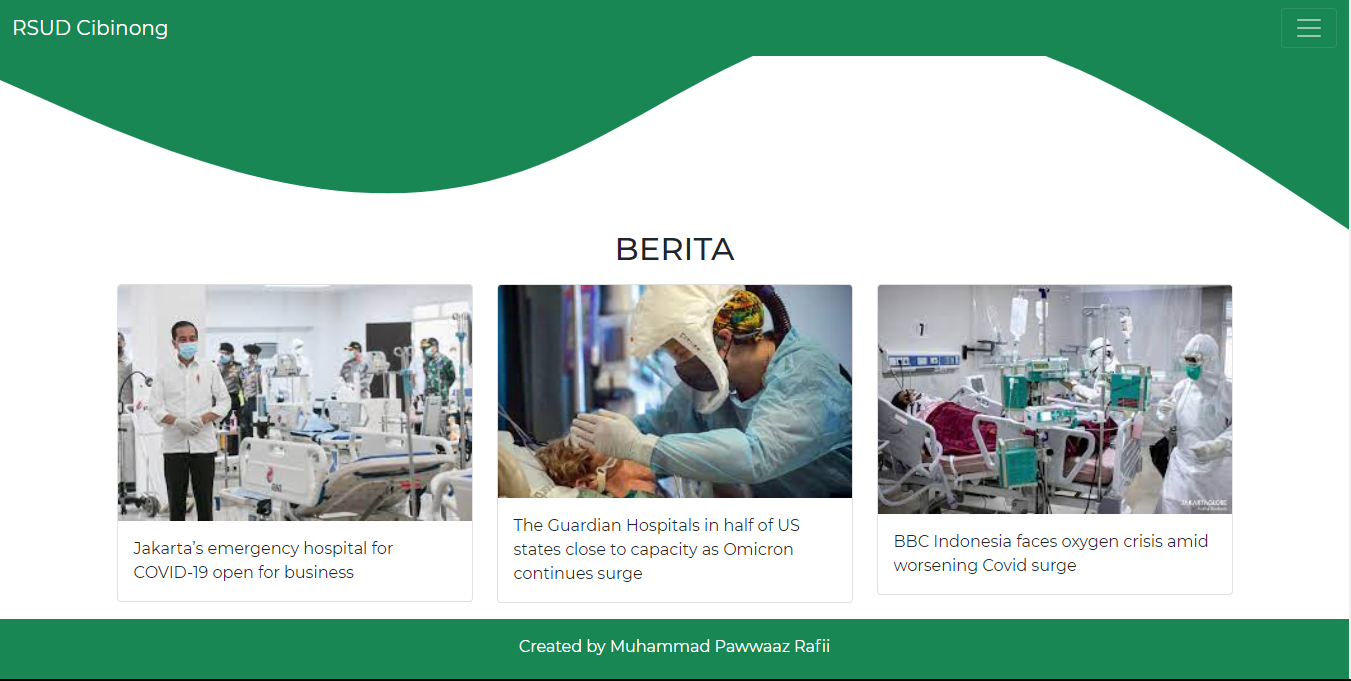 RSUD Cibinong
BERITA
7
Jakarta's emergency hospital for
COVID-19 open for business
The Guardian Hospitals in half of US
states close to capacity as Omicron
continues surge
JAKARTAGLOBE
BBC Indonesia faces oxygen crisis amid
worsening Covid surge
Created by Muhammad Pawwaaz Rafii